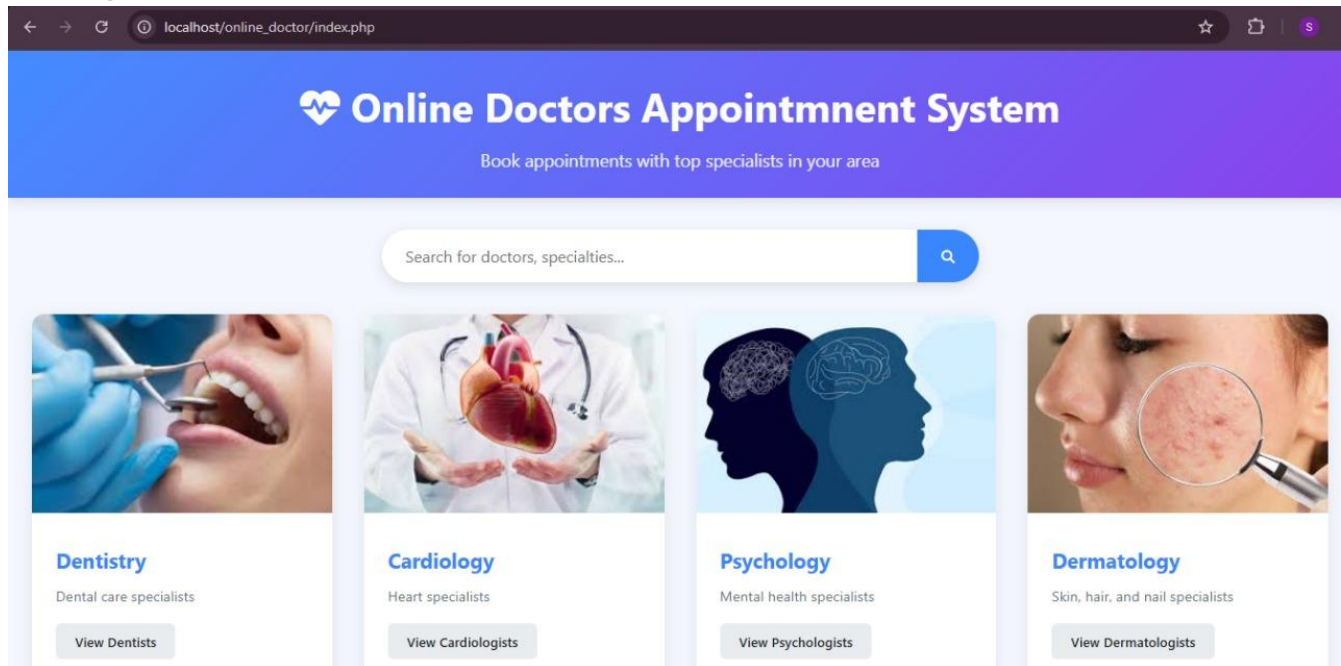 localhost/online_doctor/index.php
S
Online Doctors Appointmnent System
Book appointments with top specialists in your area
Search for doctors, specialties...
Dentistry
Cardiology
Psychology
Dermatology
Dental care specialists
Heart specialists
Mental health specialists
Skin, hair, and nail specialists
View Dentists
View Cardiologists
View Psychologists
View Dermatologists